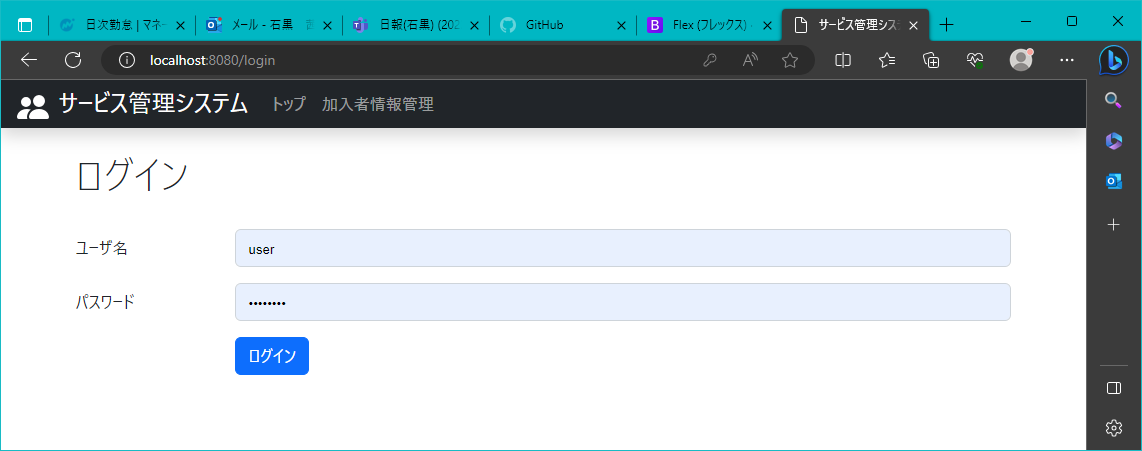 日次勤怠 | マネー
メール - 石黒
日報(石黒) (202
GitHub
Flex (フレックス) ·
サービス管理シス
localhost:8080/login
サービス管理システム トップ 加入者情報管理
ログイン
ユーザ名 user
パスワード ••••••••
ログイン